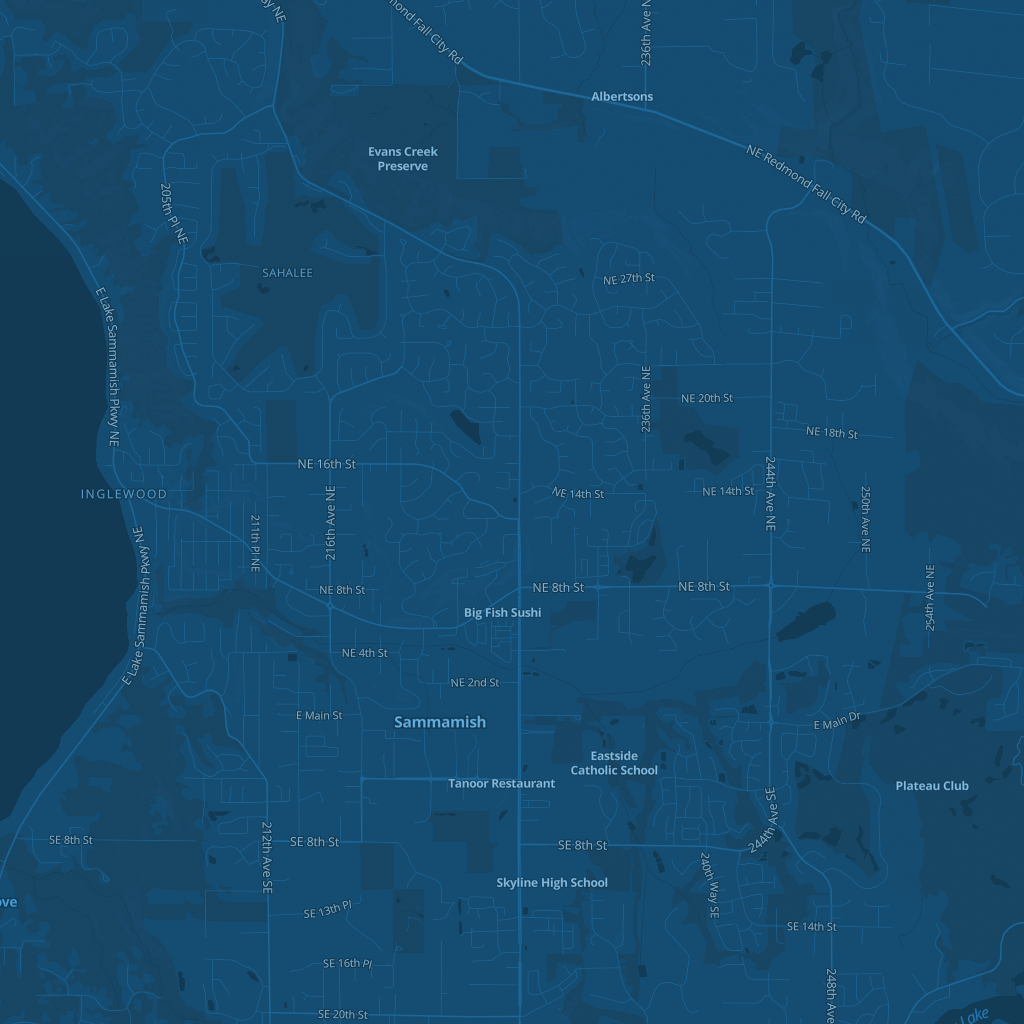 mond Fall City Rd
236th Ave N
Albertsons
Evans Creek
Preserve
NE Redmond Fall City Rd
205th Pl NE
SAHALEE
NE 27th St
E Lake Sammamish Pkwy NE
236th Ave NE
NE 20th St
NE 18th St
NE 16th St
INGLEWOOD
216th Ave NE
NE 14th St
NE 14th St
244th Ave NE
250th Ave NE
211th Pl NE
E Lake Sammamish Pkwy NE
NE 8th St
NE 8th St
NE 8th St
254th Ave NE
Big Fish Sushi
NE 4th St
NE 2nd St
E Main St
Sammamish
E Main Dr
Eastside
Catholic School
Tanoor Restaurant
Plateau Club
244th Ave SE
SE 8th St
212th Ave SE
SE 8th St
SE 8th St
240th Way SE
Skyline High School
ove
SE 13th Pl
SE 14th St
SE 16th Pl
248th Ave
SE 20th St
Lake